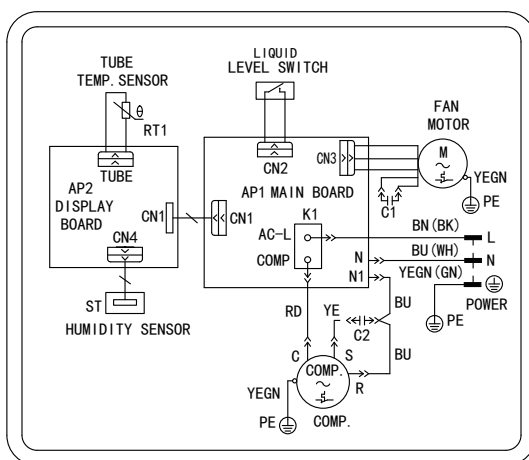 LIQUID
LEVEL SWITCH
TUBE
TEMP. SENSOR
θ
RT1
FAN
MOTOR
TUBE
CN2
CN3
M
YEGN
PE
AP2
DISPLAY
BOARD
CN1
CN1
AP1 MAIN BOARD
C1
K1
AC-L
BN(BK)
L
CN4
COMP
N
BU(WH)
N
N1
YEGN(GN)
ST
HUMIDITY SENSOR
RD
YE
BU
PE
POWER
C2
C
S
BU
COMP.
R
YEGN
PE
COMP.